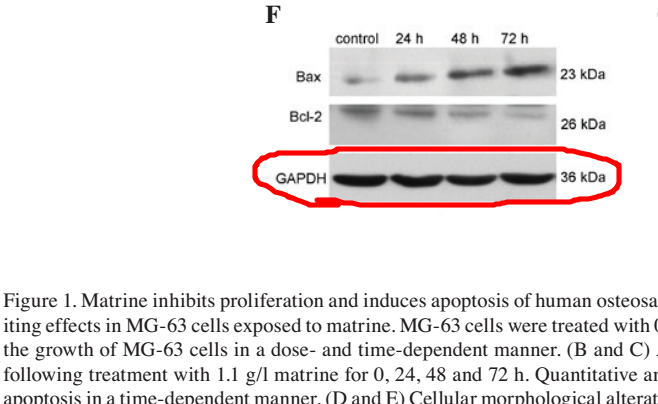 F
control 24 h 48 h 72 h
Bax 23 kDa
Bcl-2 26 kDa
GAPDH 36 kDa
Figure 1. Matrine inhibits proliferation and induces apoptosis of human osteosa
iting effects in MG-63 cells exposed to matrine. MG-63 cells were treated with
the growth of MG-63 cells in a dose- and time-dependent manner. (B and C)
following treatment with 1.1 g/l matrine for 0, 24, 48 and 72 h. Quantitative an
apoptosis in a time-dependent manner. (D and E) Cellular morphological alterat